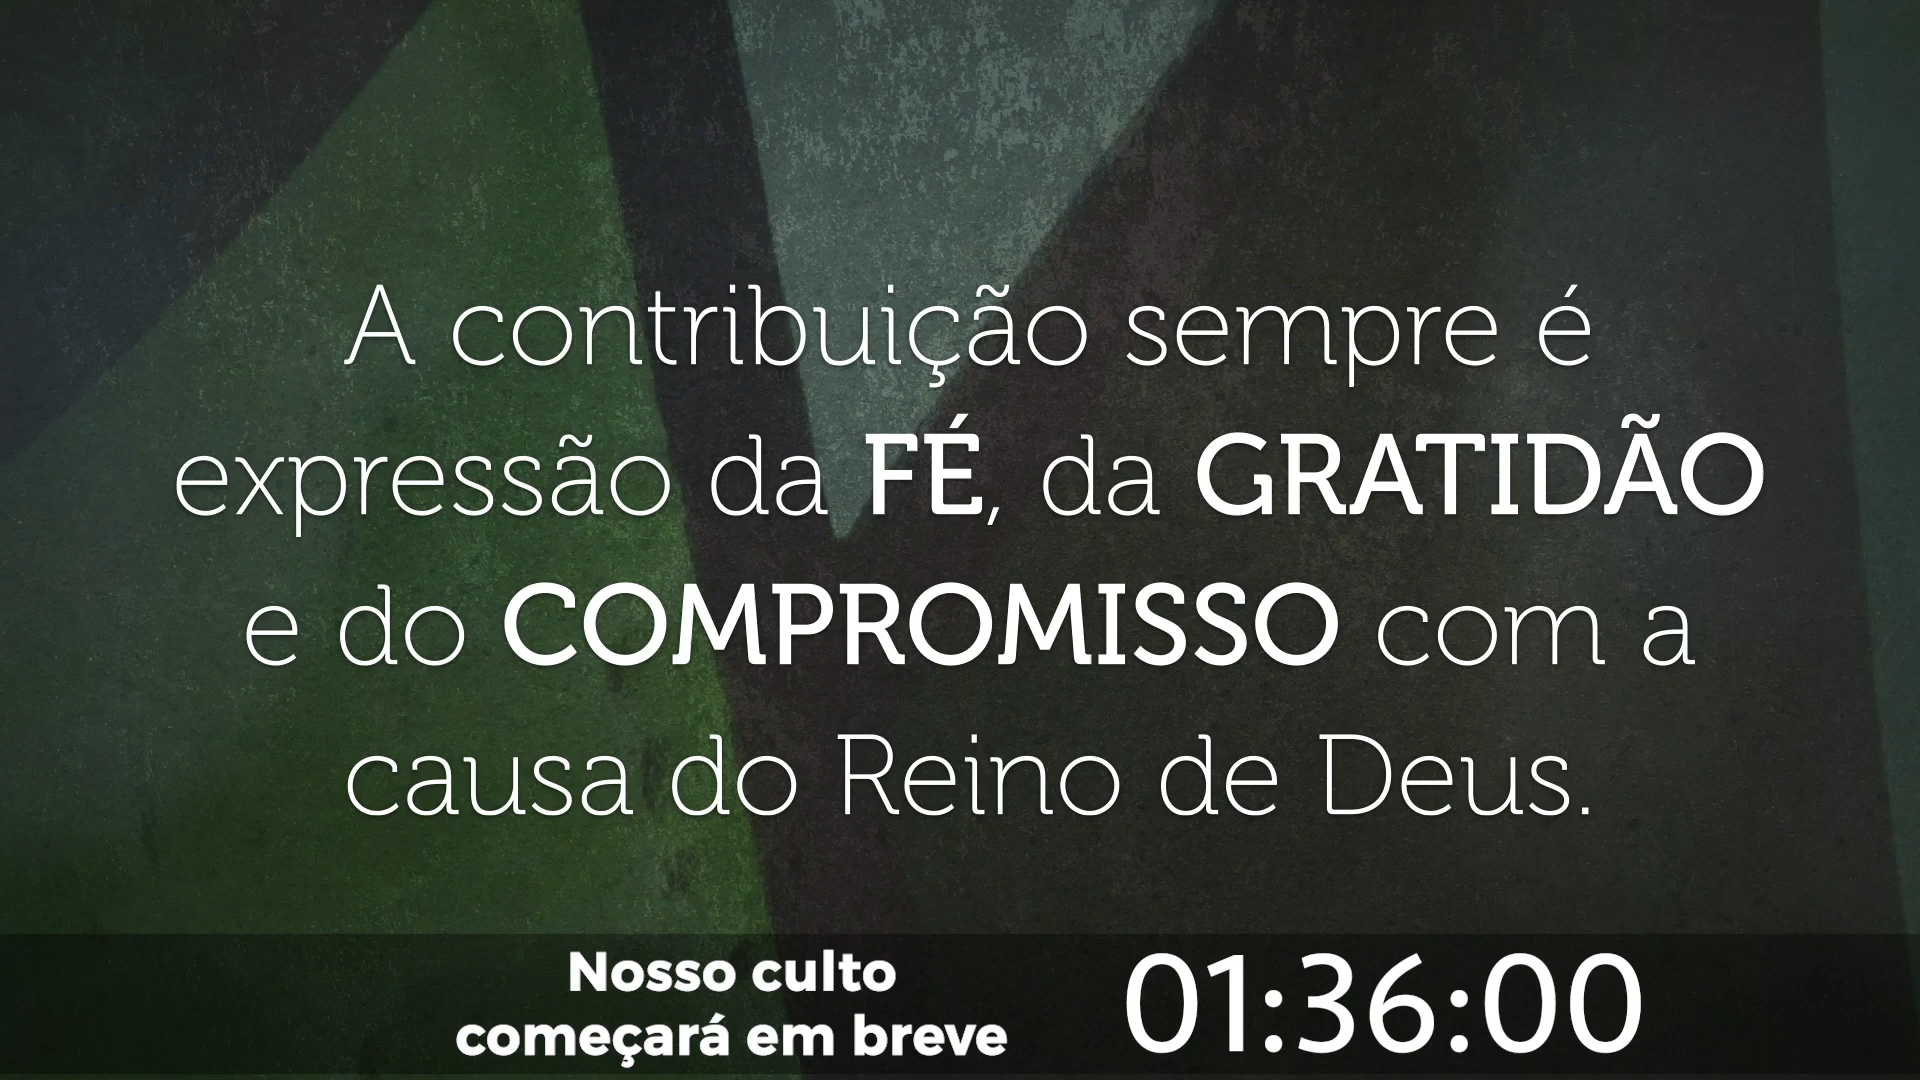 A contribuição sempre é
expressão da FÉ, da GRATIDÃO
e do COMPROMISSO com a
causa do Reino de Deus.
Nosso culto
começará em breve
01:36:00